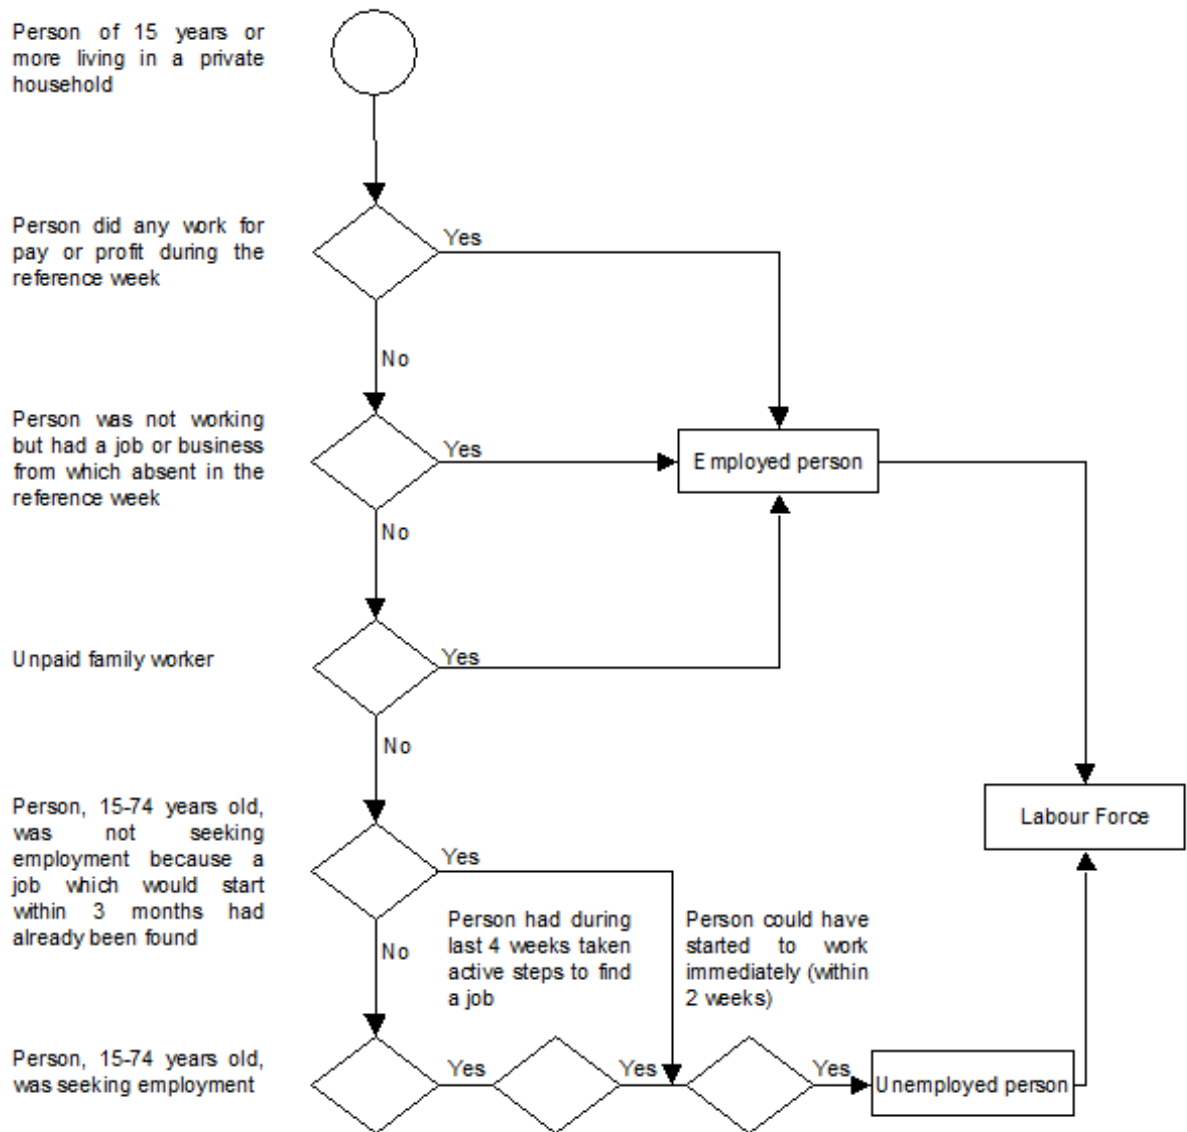 Person of 15 years or
more living in a private
household
Person did any work for
pay or profit during the
reference week
Yes
No
Person was not working
but had a job or business
from which absent in the
reference week
Yes
Employed person
No
Unpaid family worker
Yes
No
Person, 15-74 years old,
was not seeking
employment because a
job which would start
within 3 months had
already been found
Yes
Labour Force
No
Person had during
last 4 weeks taken
active steps to find
a job
Person could have
started to work
immediately (within
2 weeks)
Person, 15-74 years old,
was seeking employment
Yes
Yes
Yes
Unemployed person